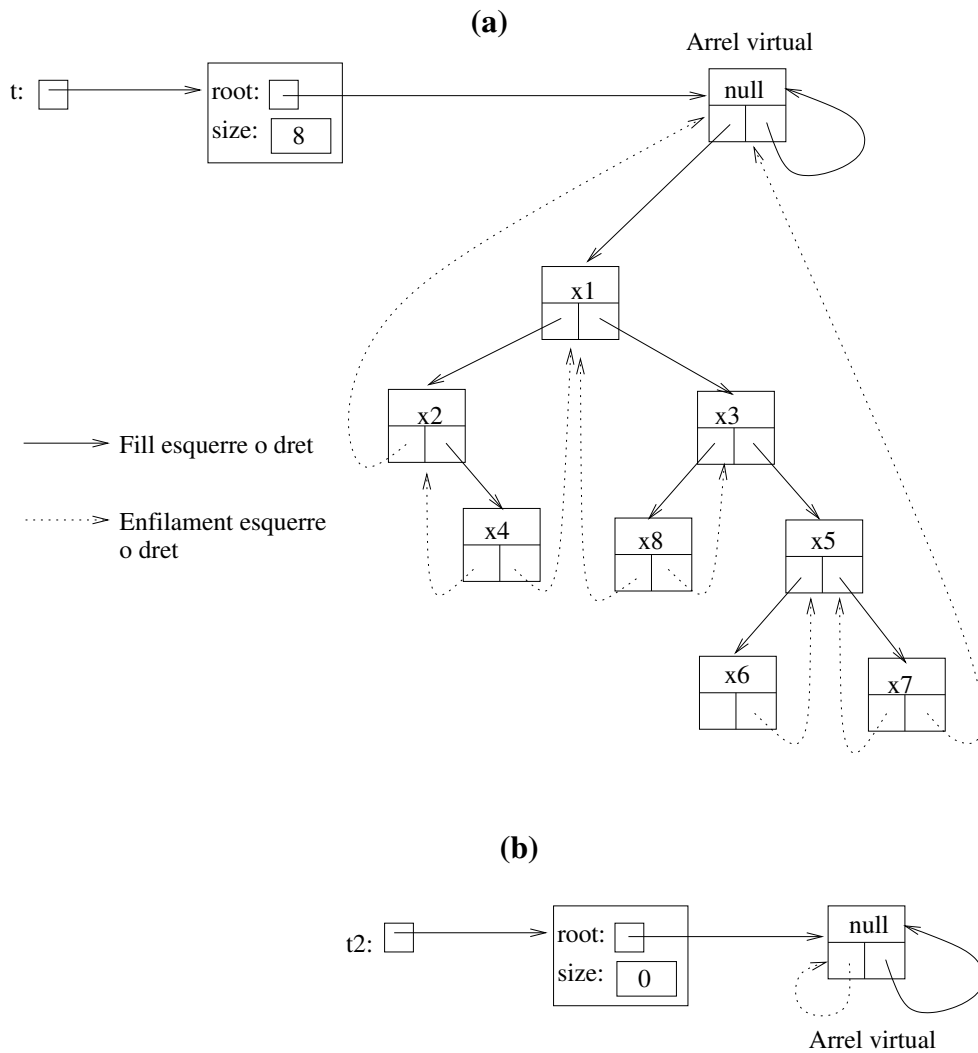 (a)
Arrel virtual
t:
root:
null
size:
8
x1
x2
x3
Fill esquerre o dret
x4
x8
x5
Enfilament esquerre
o dret
x6
x7
(b)
t2:
root:
null
size:
0
Arrel virtual